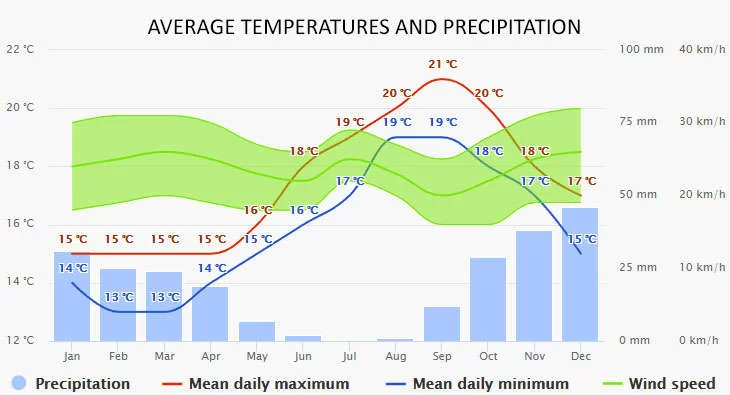 AVERAGE TEMPERATURES AND PRECIPITATION
22 °C 100 mm 40 km/h
21 °C
20 °C 20 °C
20 °C 19 °C 19 °C 75 mm 30 km/h
19 °C
18 °C 18 °C 18 °C
18 °C 17 °C 17 °C 17 °C 50 mm 20 km/h
16 °C 16 °C
16 °C
15 °C 15 °C 15 °C 15 °C 15 °C 15 °C
14 °C 14 °C 25 mm 10 km/h
14 °C 13 °C 13 °C
12 °C 0 mm 0 km/h
Jan Feb Mar Apr May Jun Jul Aug Sep Oct Nov Dec
Precipitation Mean daily maximum Mean daily minimum Wind speed